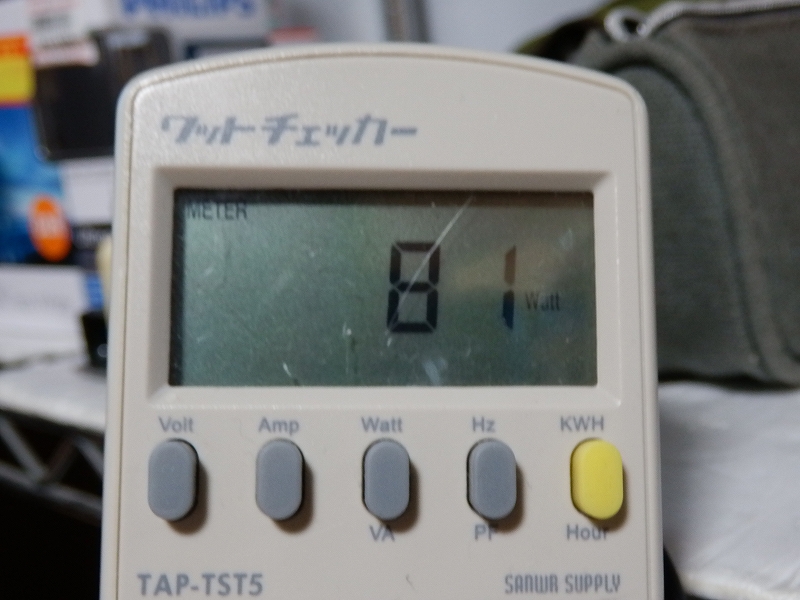 PHILIPS
ワットチェッカー
METER
81 Watt
Volt Amp Watt Hz KWH
VA PF Hour
TAP-TST5 SANWA SUPPLY